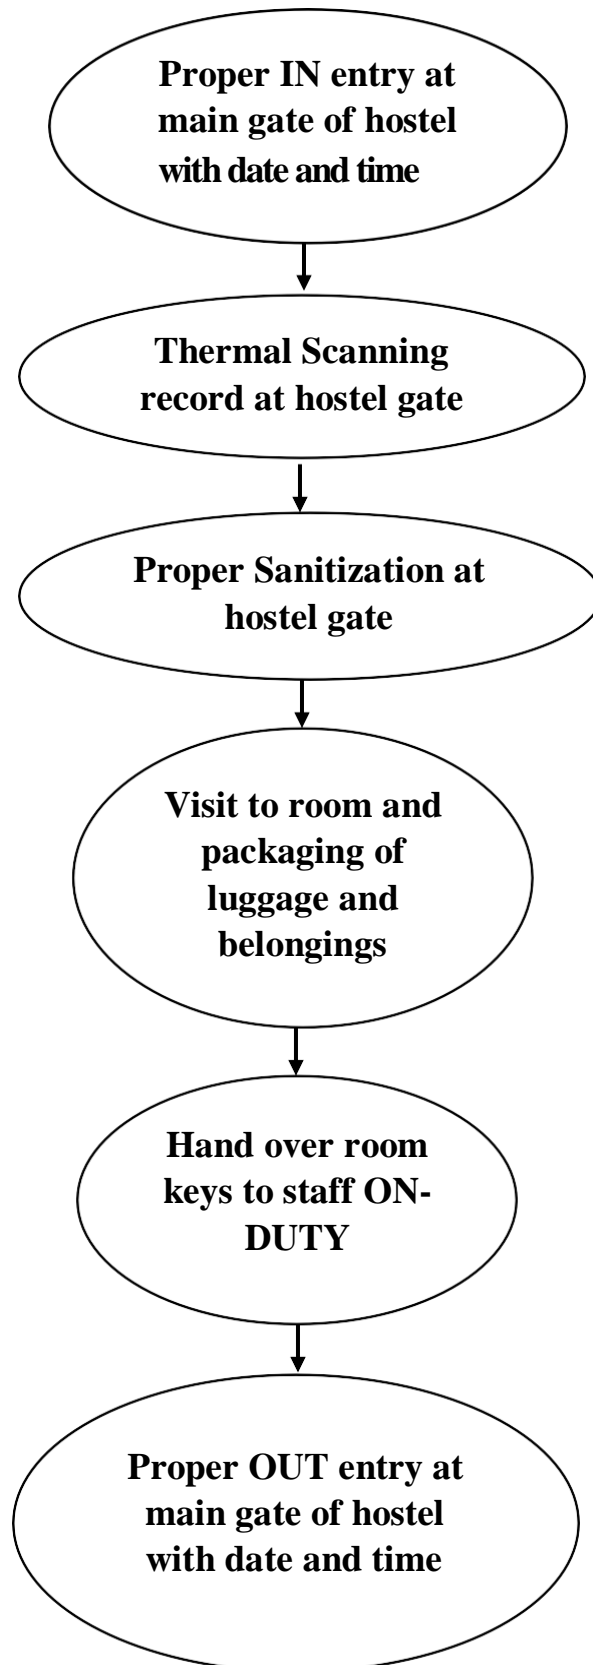 Proper IN entry at
main gate of hostel
with date and time
Thermal Scanning
record at hostel gate
Proper Sanitization at
hostel gate
Visit to room and
packaging of
luggage and
belongings
Hand over room
keys to staff ON-
DUTY
Proper OUT entry at
main gate of hostel
with date and time